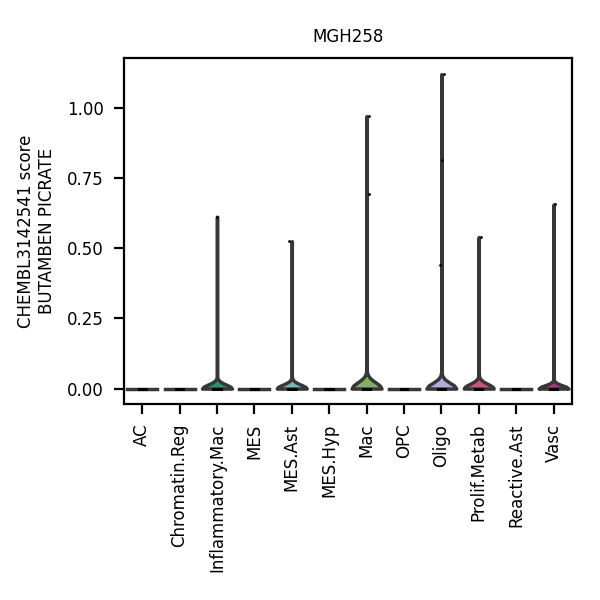 MGH258
CHEMBL3142541 score
BUTAMBEN PICRATE
1.00
0.75
0.50
0.25
0.00
AC
Chromatin.Reg
Inflammatory.Mac
MES
MES.Ast
MES.Hyp
Mac
OPC
Oligo
Prolif.Metab
Reactive.Ast
Vasc